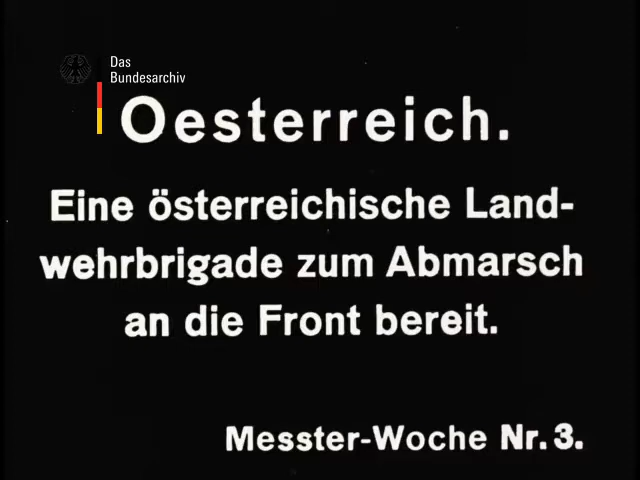 Das
Bundesarchiv
Oesterreich.
Eine österreichische Land-
wehrbrigade zum Abmarsch
an die Front bereit.
Messter-Woche Nr. 3.